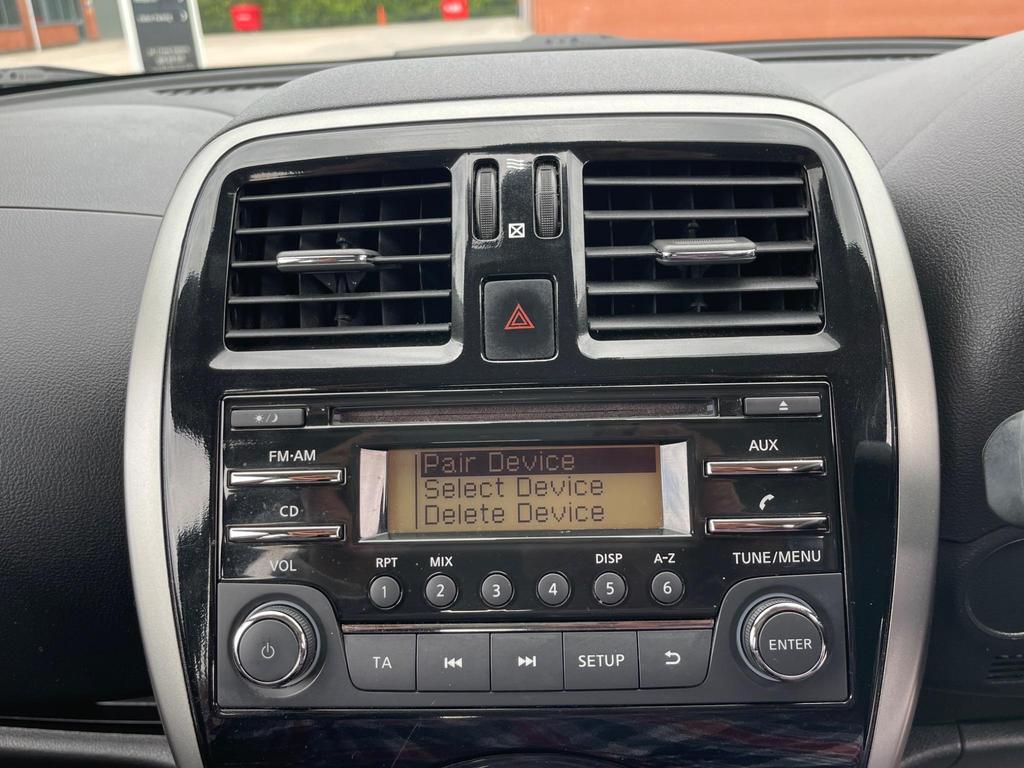 FM·AM
AUX
Pair Device
Select Device
Delete Device
CD
VOL
RPT MIX DISP A-Z
TUNE/MENU
1 2 3 4 5 6
TA SETUP
ENTER